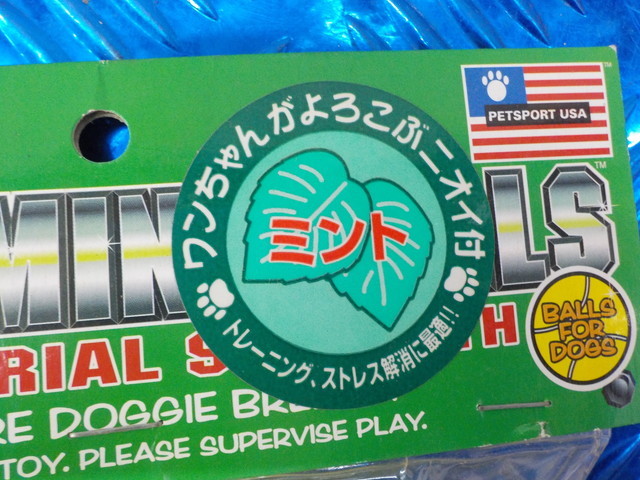 PETSPORT USA
™
ワンちゃんがよろこぶニオイ付
ミント
トレーニング、ストレス解消に最適!!
LS™
BALLS
FOR
DOGS
DOGGIE
TOY. PLEASE SUPERVISE PLAY.